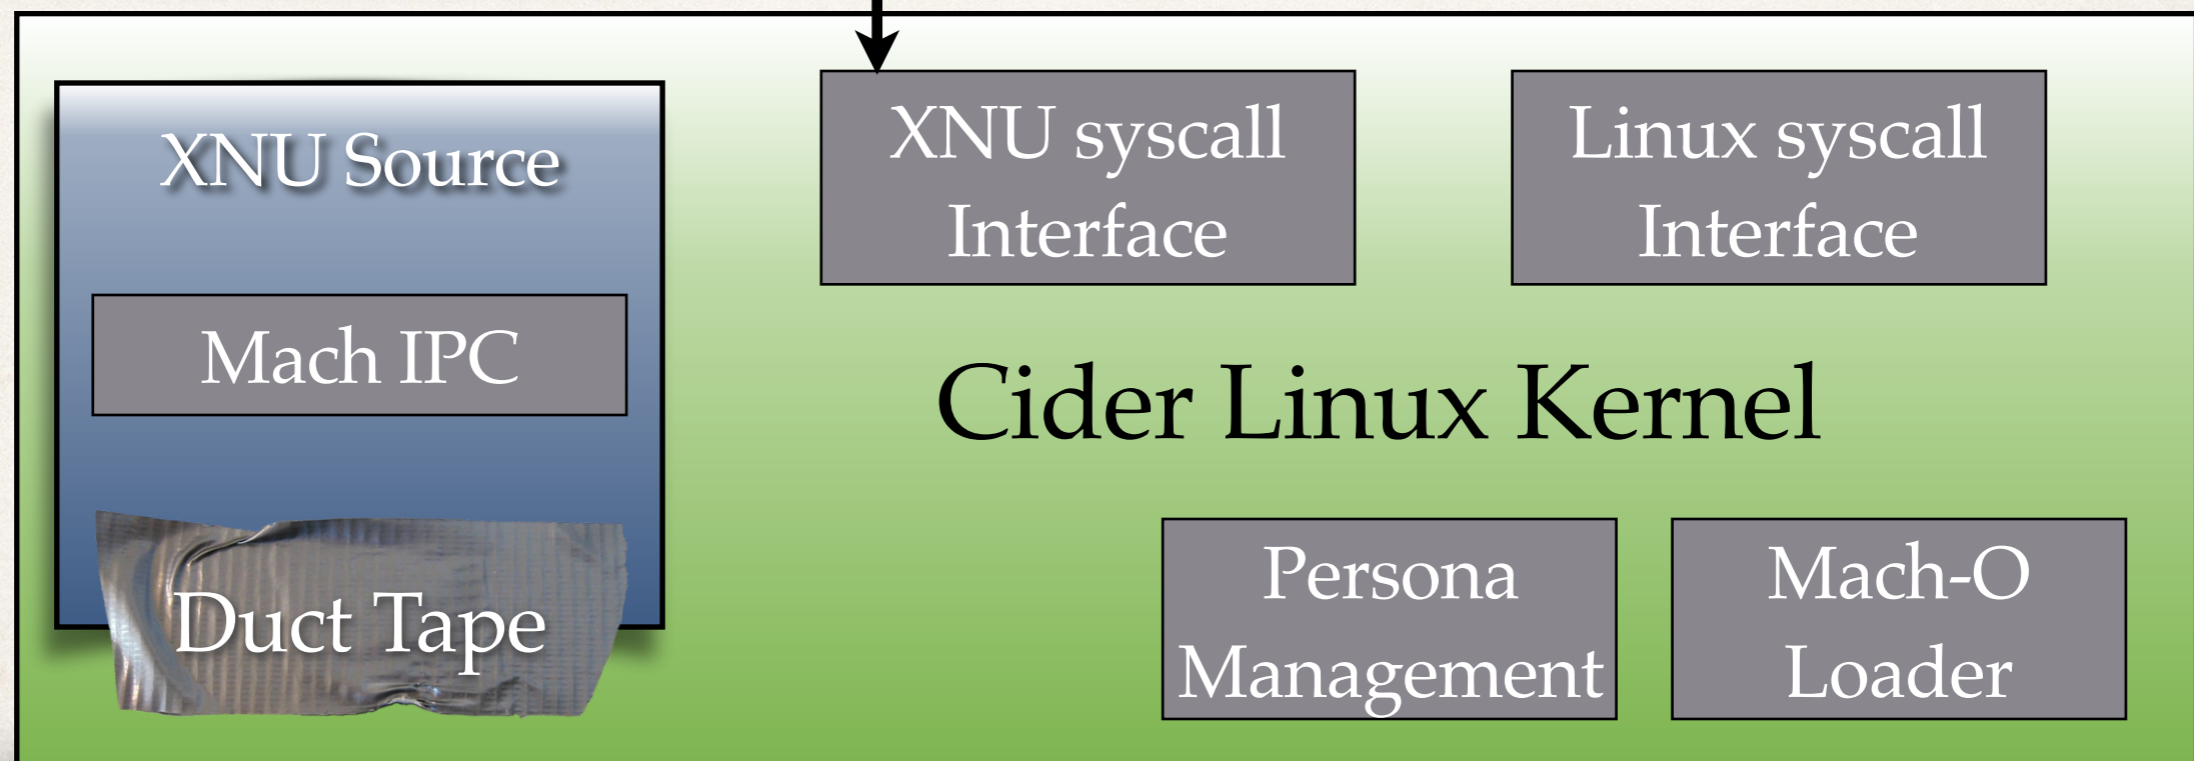 XNU Source
Mach IPC
Duct Tape
XNU syscall
Interface
Linux syscall
Interface
Cider Linux Kernel
Persona
Management
Mach-O
Loader